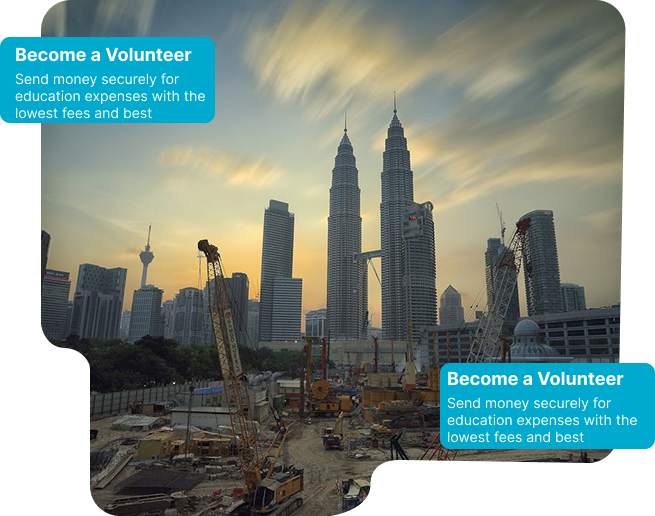 Become a Volunteer
Send money securely for
education expenses with the
lowest fees and best
Become a Volunteer
Send money securely for
education expenses with the
lowest fees and best